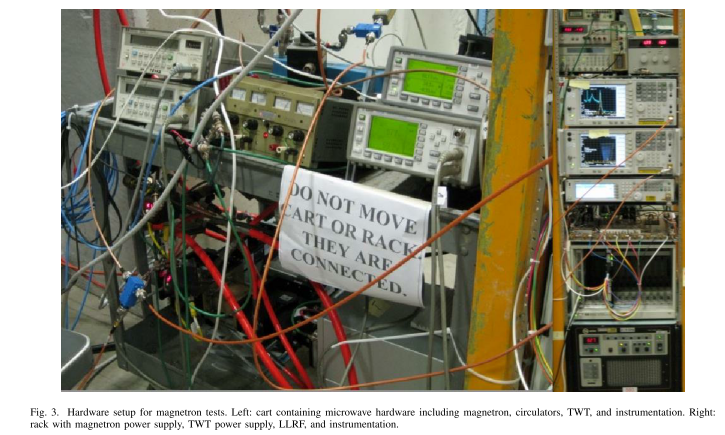 DO NOT MOVE
CART OR RACK
THEY ARE
CONNECTED.
Fig. 3. Hardware setup for magnetron tests. Left: cart containing microwave hardware including magnetron, circulators, TWT, and instrumentation. Right:
rack with magnetron power supply, TWT power supply, LLRF, and instrumentation.